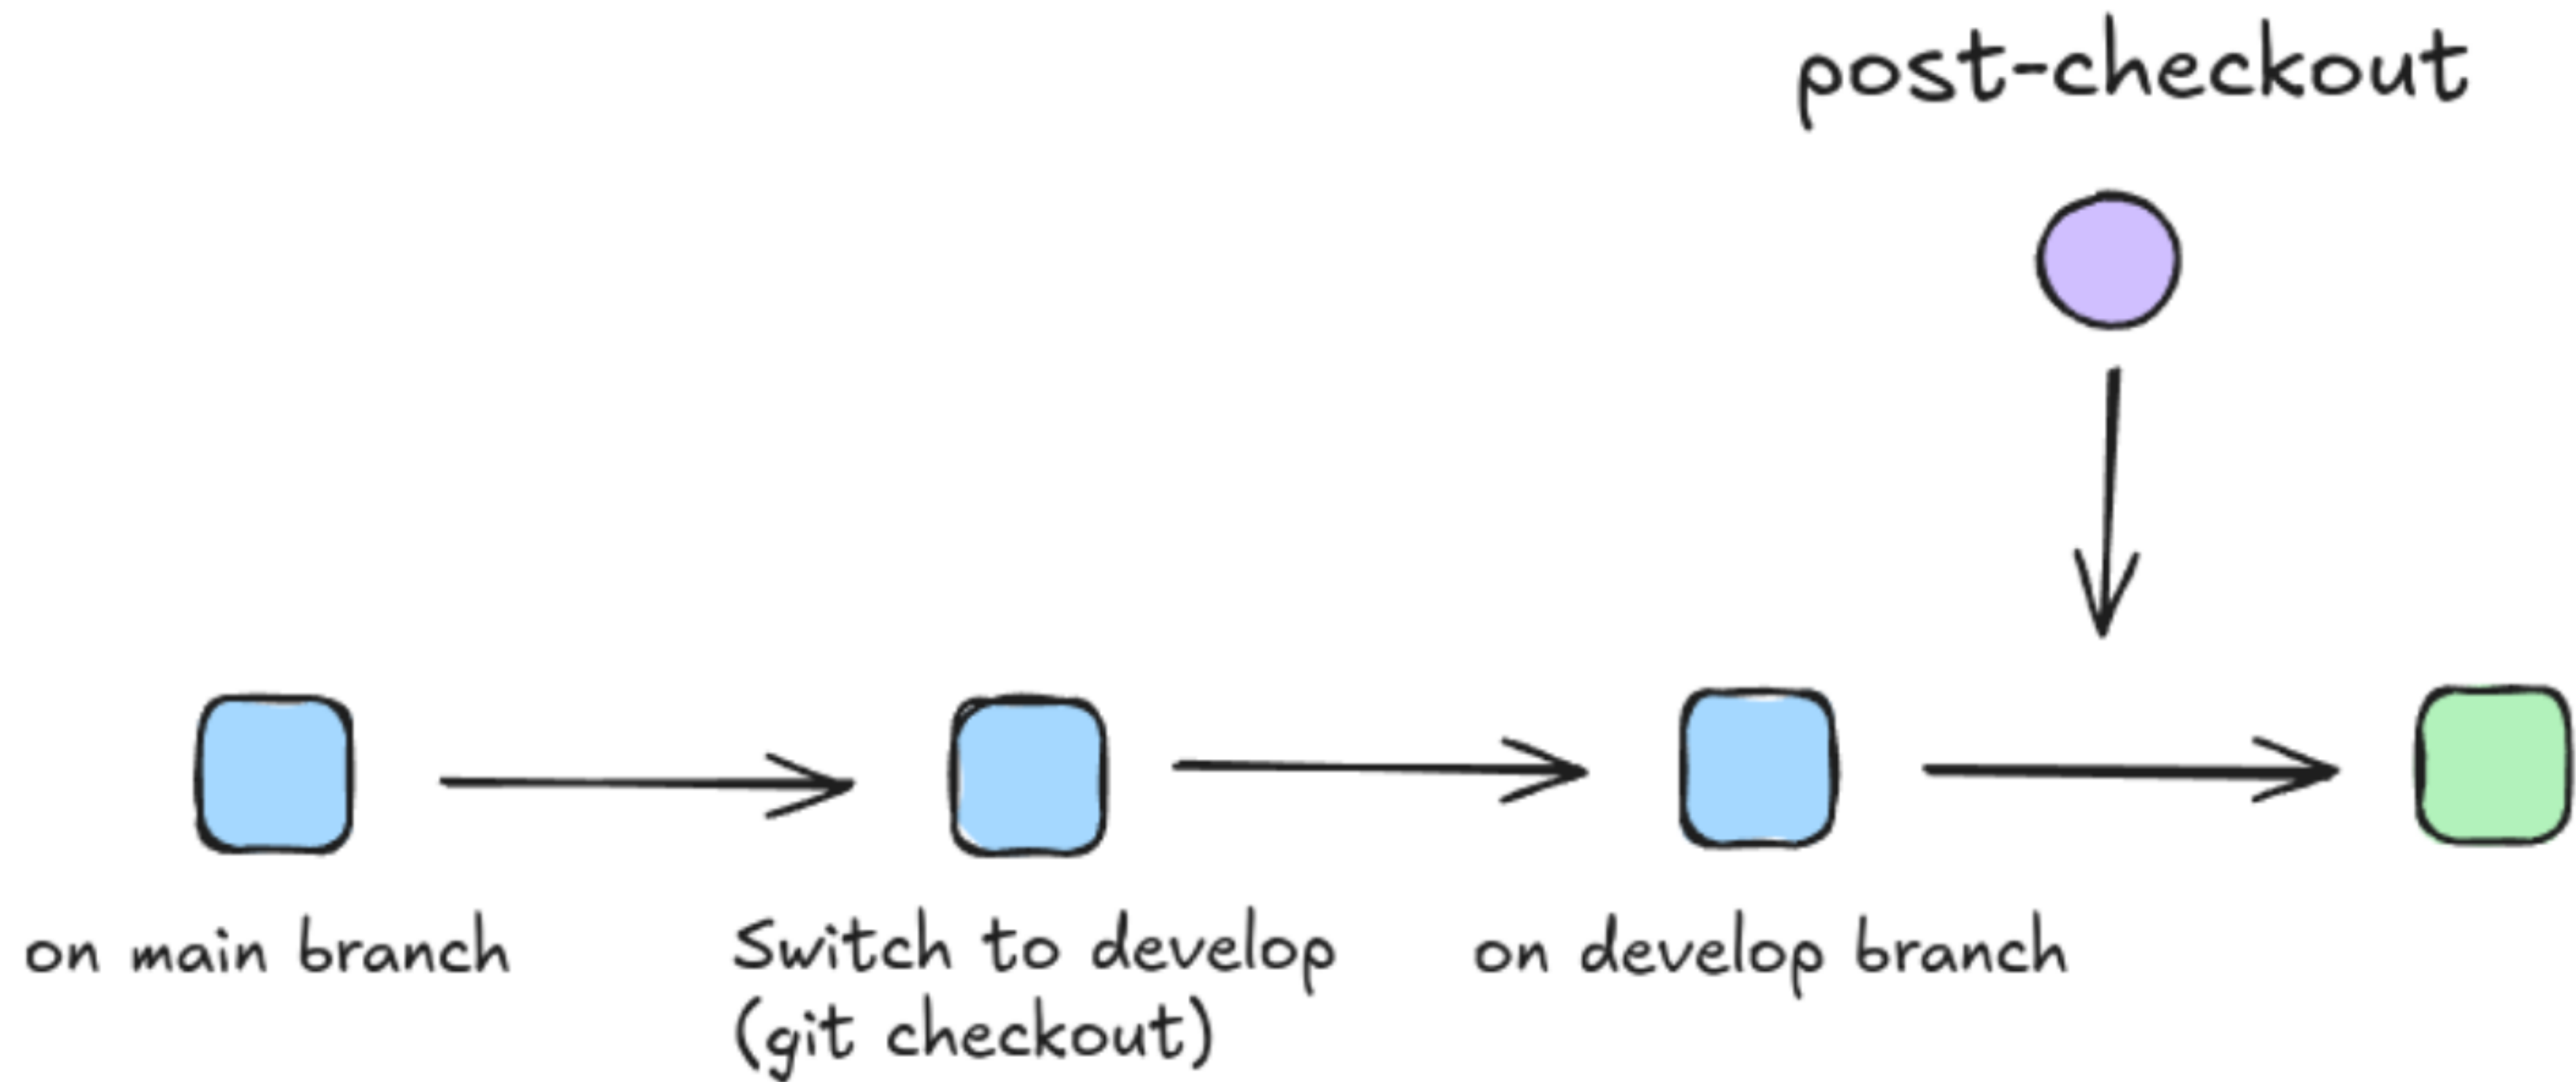 post-checkout
on main branch
Switch to develop
(git checkout)
on develop branch